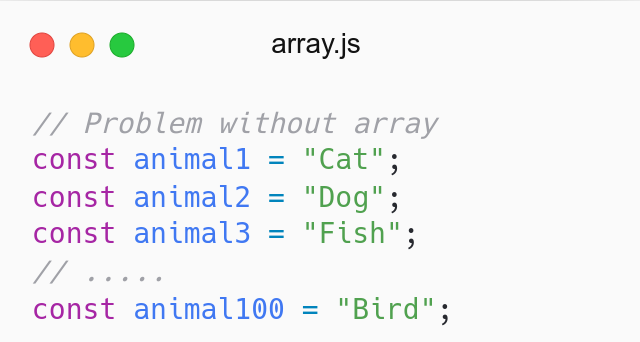 array.js
// Problem without array
const animal1 = "Cat";
const animal2 = "Dog";
const animal3 = "Fish";
// .....
const animal100 = "Bird";